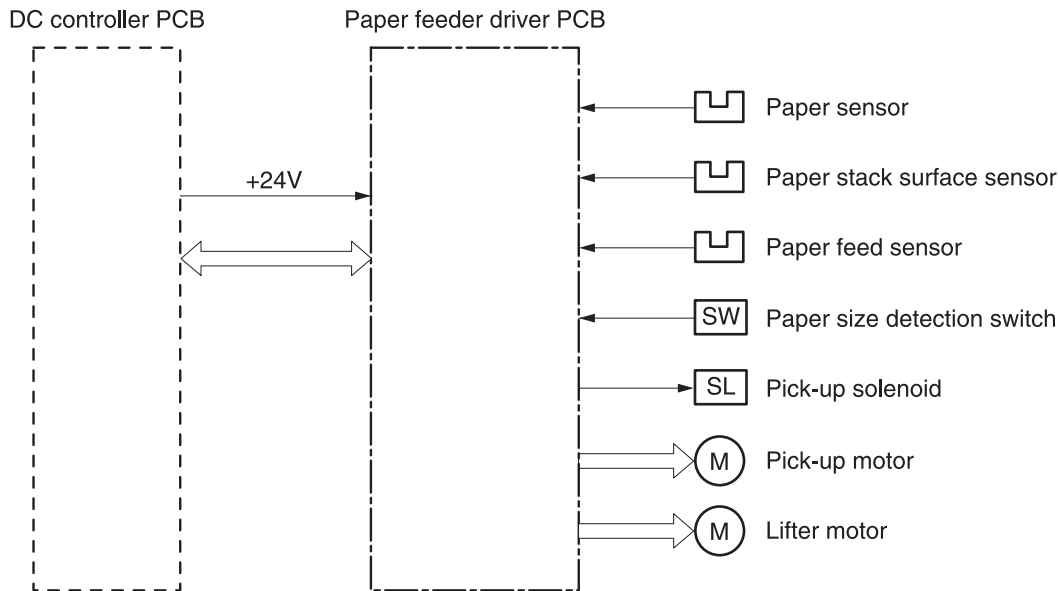 DC controller PCB
Paper feeder driver PCB
Paper sensor
+24V
Paper stack surface sensor
Paper feed sensor
SW Paper size detection switch
SL Pick-up solenoid
M Pick-up motor
M Lifter motor